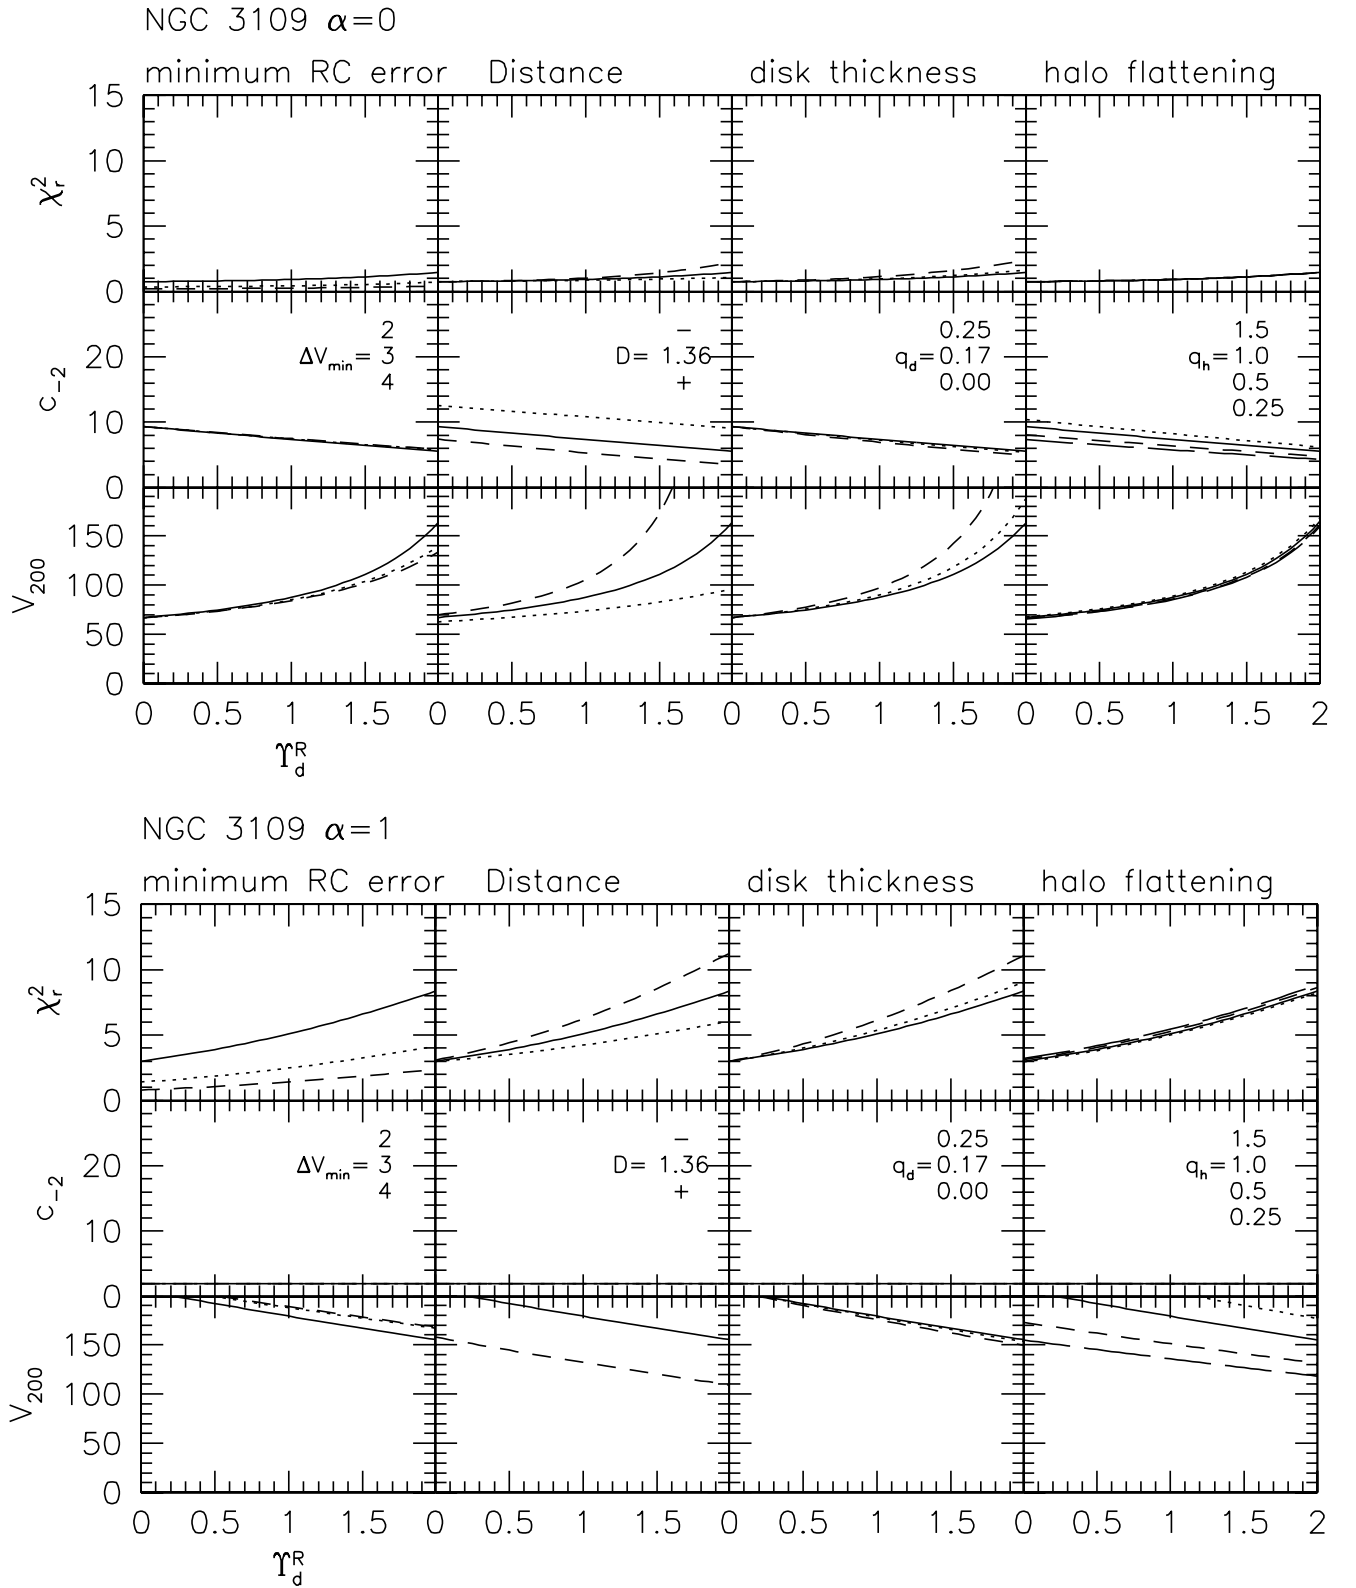 NGC 3109 α=0
minimum RC error Distance disk thickness halo flattening
15
10
χ²ᵣ
5
0
2 − 0.25 1.5
20 ΔVmin= 3 D= 1.36 qd=0.17 qh=1.0
4 + 0.00 0.5
c−2
10 0.25
0
150
100
V200
50
0
0 0.5 1 1.5 0 0.5 1 1.5 0 0.5 1 1.5 0 0.5 1 1.5 2
ϒᴿd
NGC 3109 α=1
minimum RC error Distance disk thickness halo flattening
15
10
χ²ᵣ
5
0
2 − 0.25 1.5
20 ΔVmin= 3 D= 1.36 qd=0.17 qh=1.0
4 + 0.00 0.5
c−2
10 0.25
0
150
100
V200
50
0
0 0.5 1 1.5 0 0.5 1 1.5 0 0.5 1 1.5 0 0.5 1 1.5 2
ϒᴿd